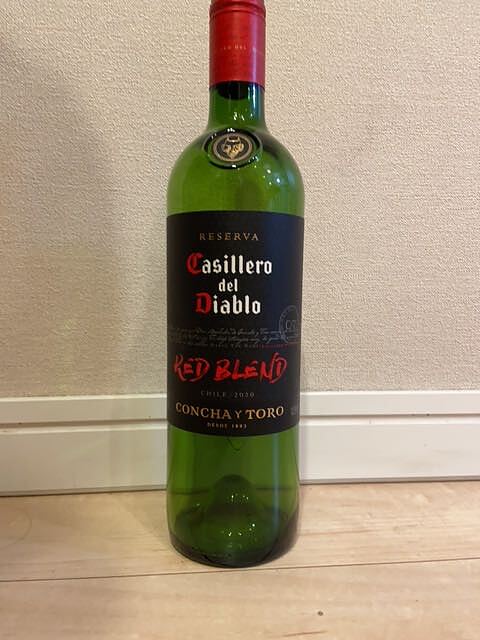 RESERVA
Casillero
del
Diablo
RED BLEND
CHILE, 2020
CONCHA Y TORO
DESDE 1883